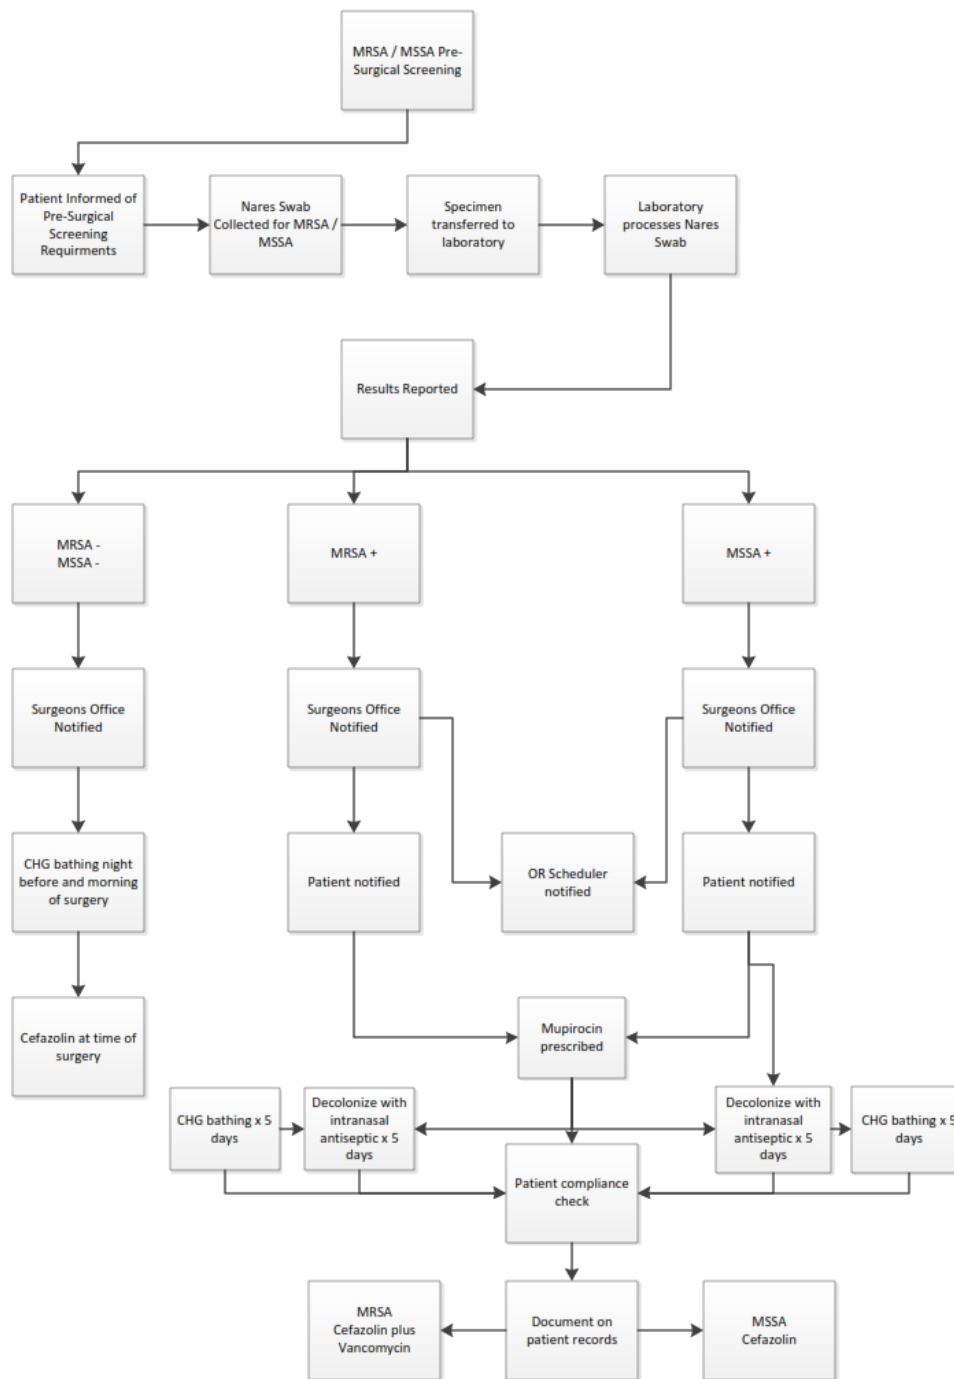 MRSA / MSSA Pre-
Surgical Screening
Patient Informed of
Pre-Surgical
Screening
Requirments
Nares Swab
Collected for MRSA /
MSSA
Specimen
transferred to
laboratory
Laboratory
processes Nares
Swab
Results Reported
MRSA -
MSSA -
MRSA +
MSSA +
Surgeons Office
Notified
Surgeons Office
Notified
Surgeons Office
Notified
CHG bathing night
before and morning
of surgery
Patient notified
OR Scheduler
notified
Patient notified
Cefazolin at time of
surgery
Mupirocin
prescribed
CHG bathing x 5
days
Decolonize with
intranasal
antiseptic x 5
days
Decolonize with
intranasal
antiseptic x 5
days
CHG bathing x 5
days
Patient compliance
check
MRSA
Cefazolin plus
Vancomycin
Document on
patient records
MSSA
Cefazolin